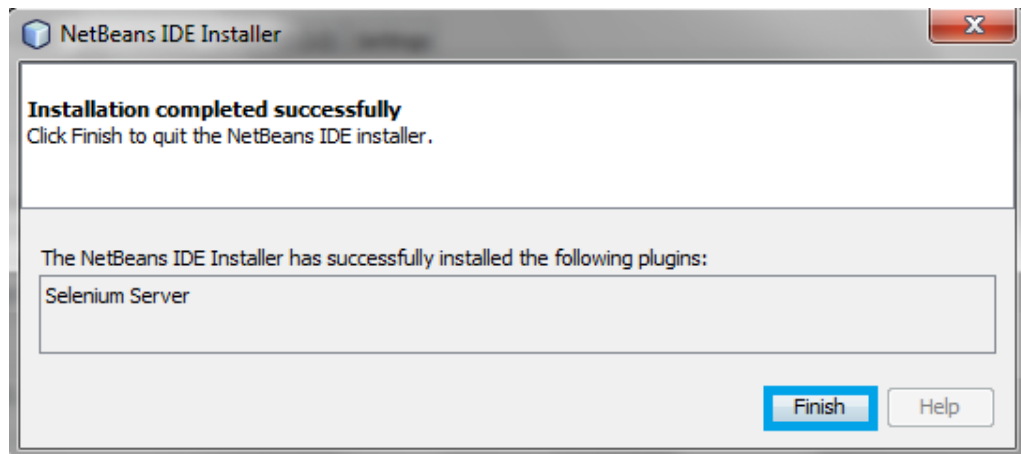 NetBeans IDE Installer
Installation completed successfully
Click Finish to quit the NetBeans IDE installer.
The NetBeans IDE Installer has successfully installed the following plugins:
Selenium Server
Finish
Help